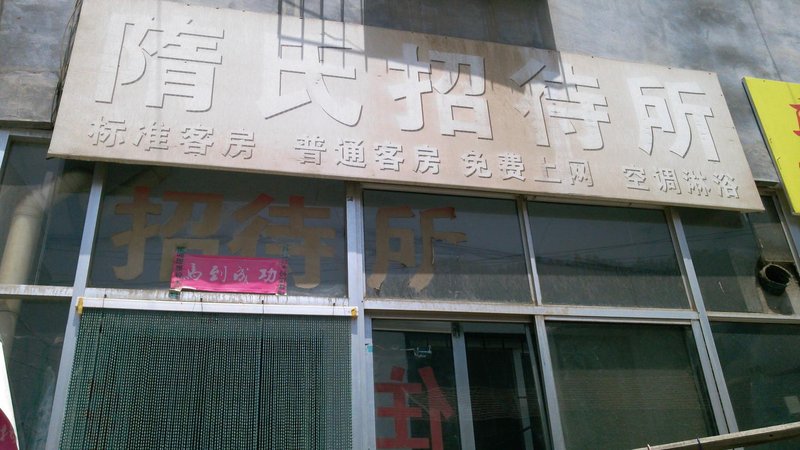 隋氏招待所
标准客房 普通客房 免费上网 空调淋浴
招待所
马到成功
住